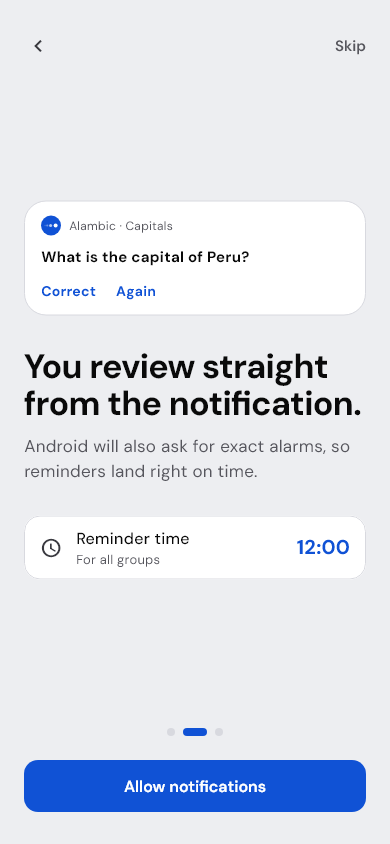 Skip
Alambic · Capitals
What is the capital of Peru?
Correct Again
You review straight
from the notification.
Android will also ask for exact alarms, so
reminders land right on time.
Reminder time
For all groups
12:00
Allow notifications